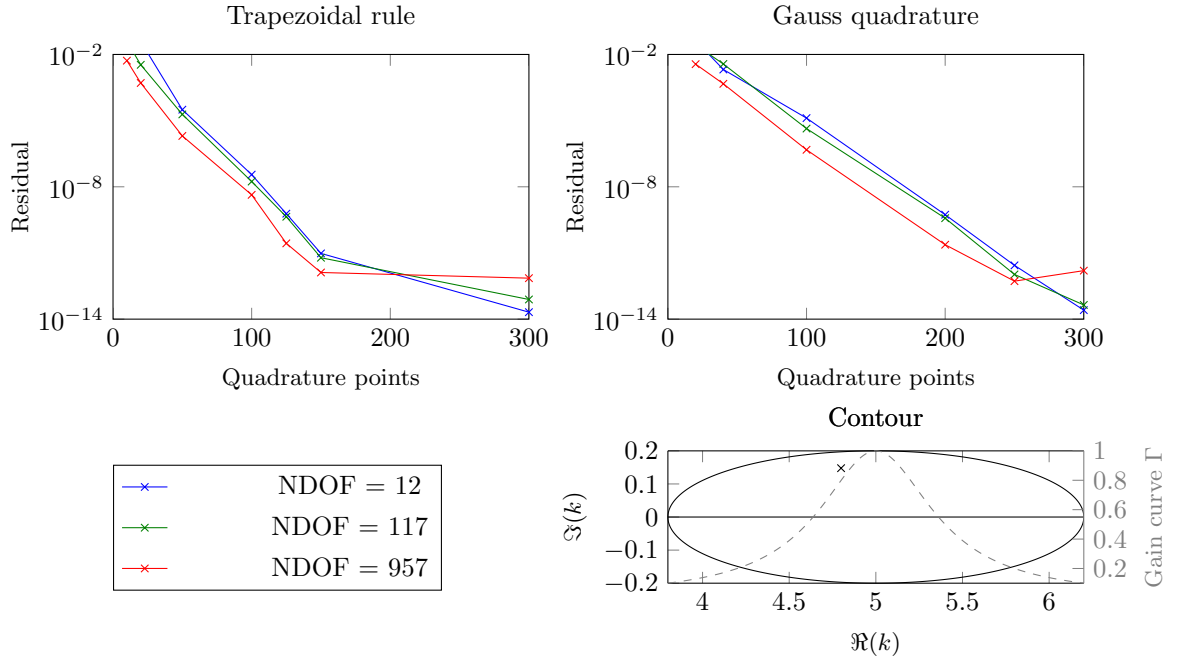 Trapezoidal rule
10^−2
10^−8
10^−14
Residual
0
100
200
300
Quadrature points
Gauss quadrature
10^−2
10^−8
10^−14
Residual
0
100
200
300
Quadrature points
NDOF = 12
NDOF = 117
NDOF = 957
Contour
0.2
0.1
0
−0.1
−0.2
ℑ(k)
4
4.5
5
5.5
6
ℜ(k)
1
0.8
0.6
0.4
0.2
Gain curve Γ